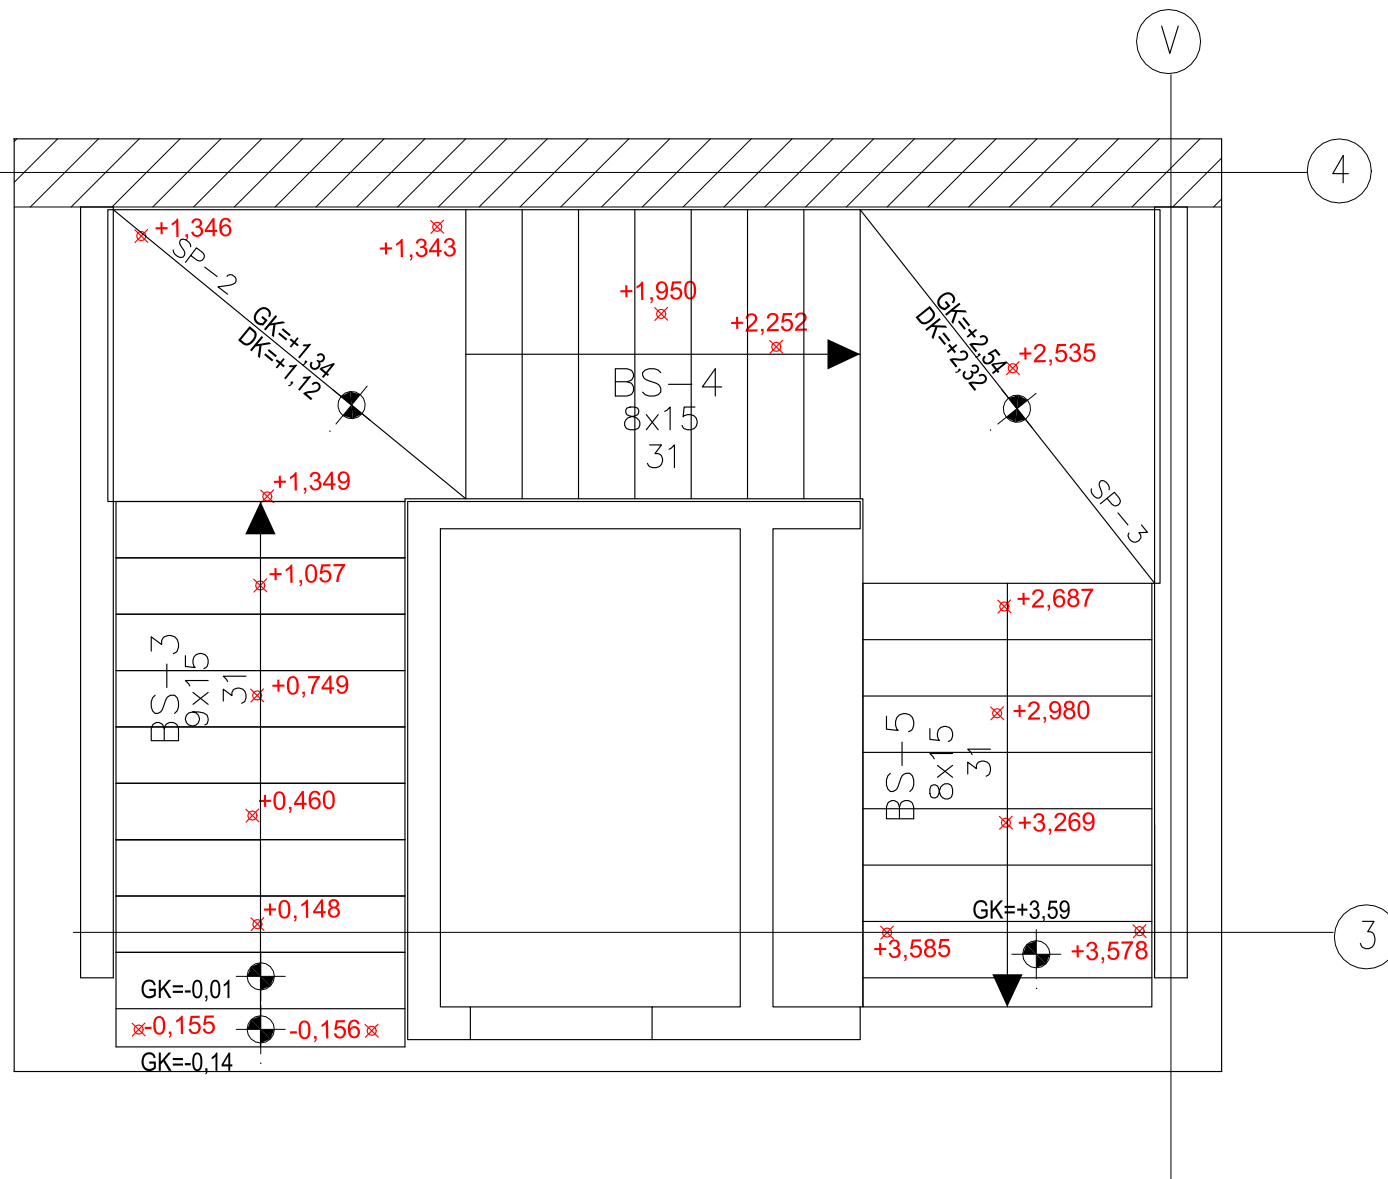 V
4
+1,346
+1,343
SP-2
GK=+1,34
DK=+1,12
+1,950
+2,252
BS-4
8x15
31
GK=+2,54
DK=+2,32
+2,535
SP-3
+1,349
+1,057
BS-3
9x15
31
+0,749
+0,460
+0,148
+2,687
+2,980
BS-5
8x15
31
+3,269
GK=+3,59
+3,585
+3,578
3
GK=-0,01
-0,155
-0,156
GK=-0,14